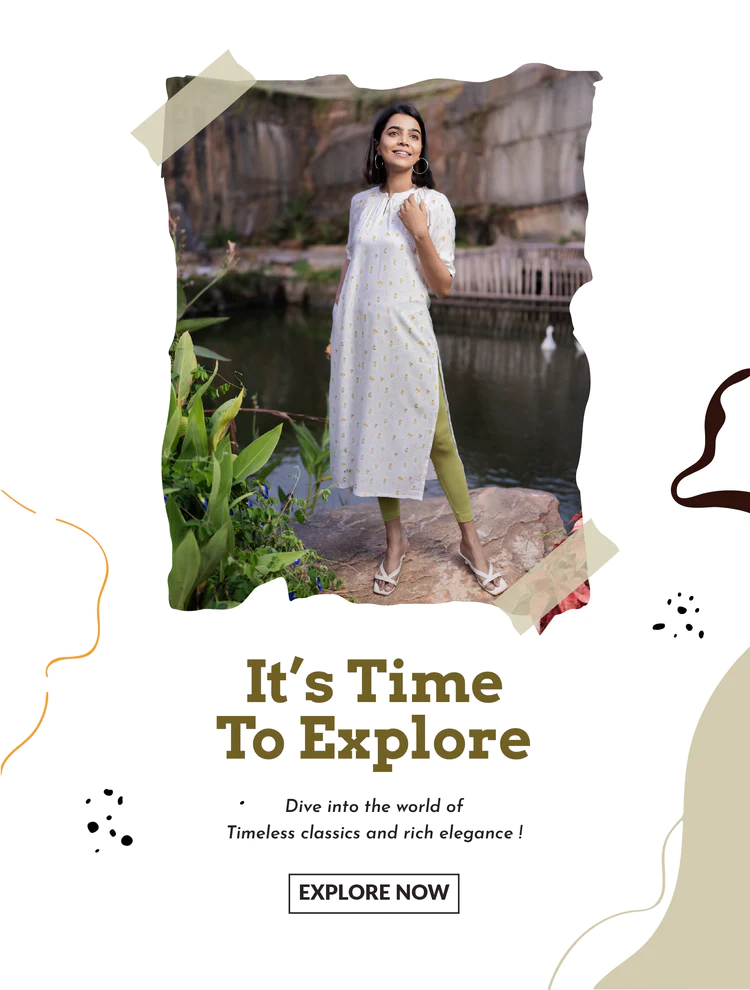 It’s Time
To Explore
Dive into the world of
Timeless classics and rich elegance !
EXPLORE NOW